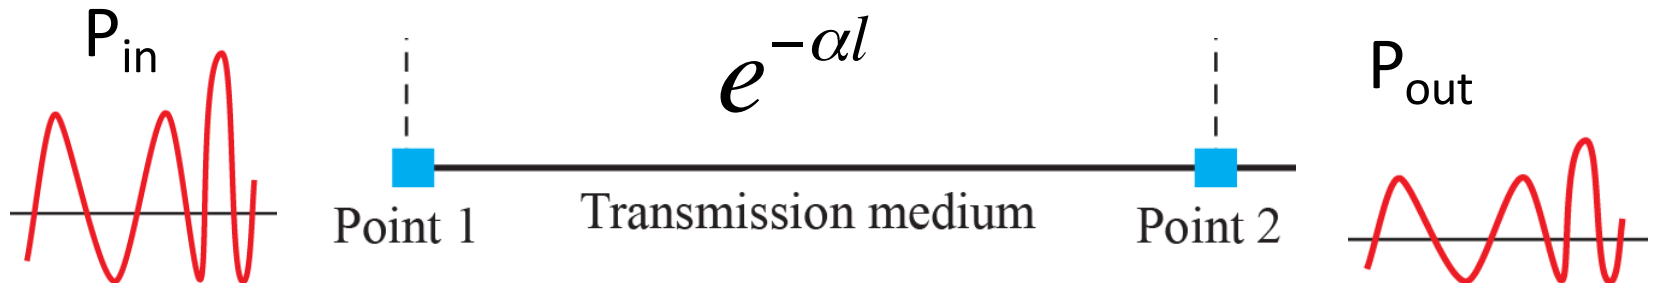 P_in
e^{-αl}
P_out
Point 1
Transmission medium
Point 2